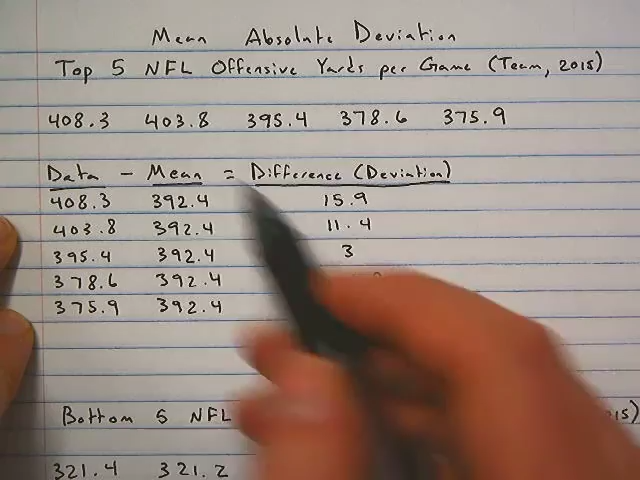 Mean Absolute Deviation
Top 5 NFL Offensive Yards per Game (Team, 2015)
408.3 403.8 395.4 378.6 375.9
Data - Mean = Difference (Deviation)
408.3 392.4 15.9
403.8 392.4 11.4
395.4 392.4 3
378.6 392.4
375.9 392.4
Bottom 5 NFL
321.4 321.2